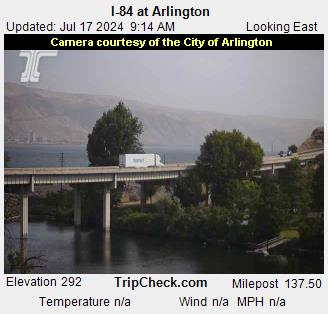 I-84 at Arlington
Updated: Jul 17 2024 9:14 AM Looking East
Camera courtesy of the City of Arlington
Elevation 292 TripCheck.com Milepost 137.50
Temperature n/a Wind n/a MPH n/a